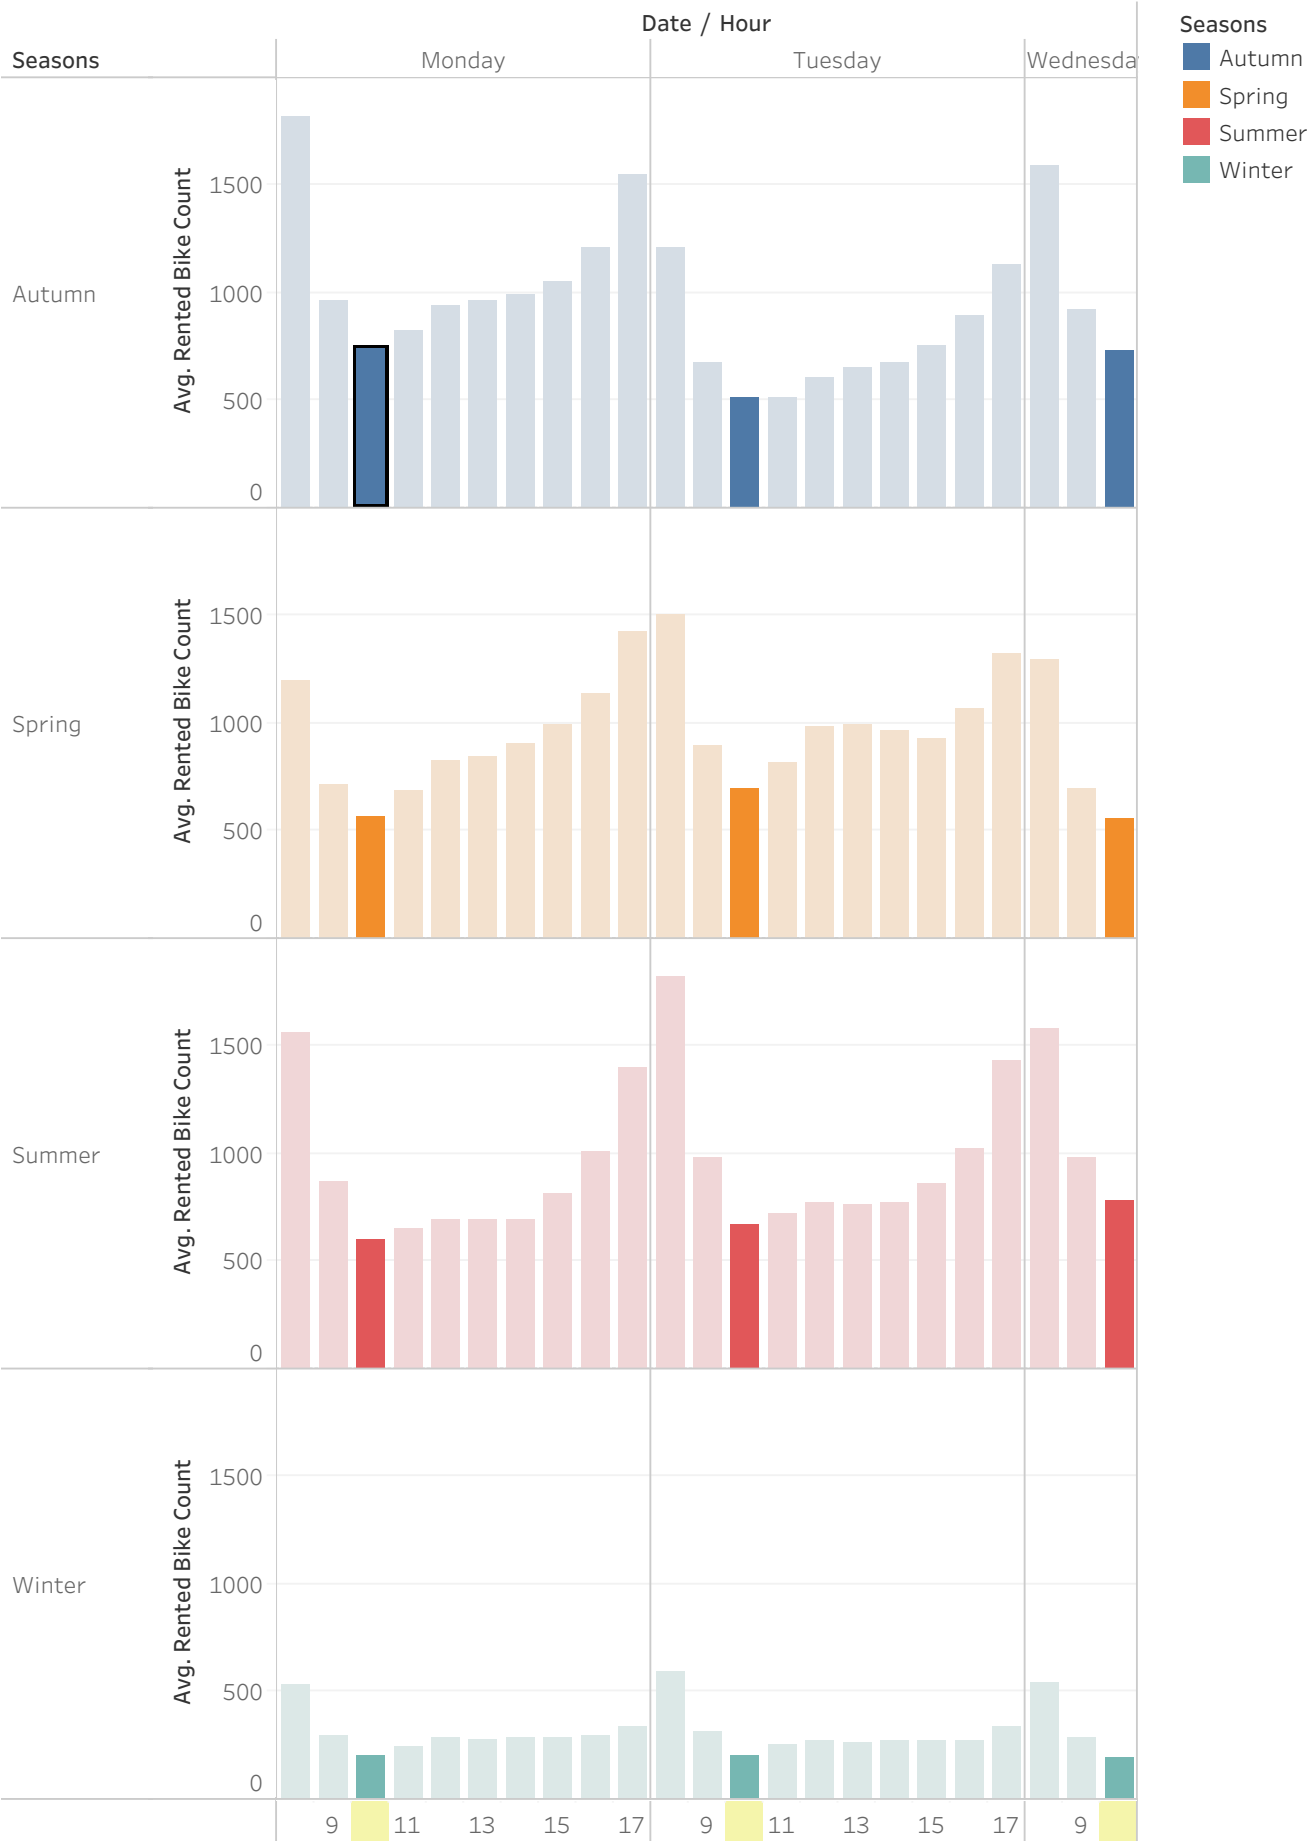 Date / Hour
Seasons
Monday
Tuesday
Wednesda
Seasons
Autumn
Spring
Summer
Winter
Autumn
Avg. Rented Bike Count
1500
1000
500
0
Spring
Avg. Rented Bike Count
1500
1000
500
0
Summer
Avg. Rented Bike Count
1500
1000
500
0
Winter
Avg. Rented Bike Count
1500
1000
500
0
9 11 13 15 17 9 11 13 15 17 9